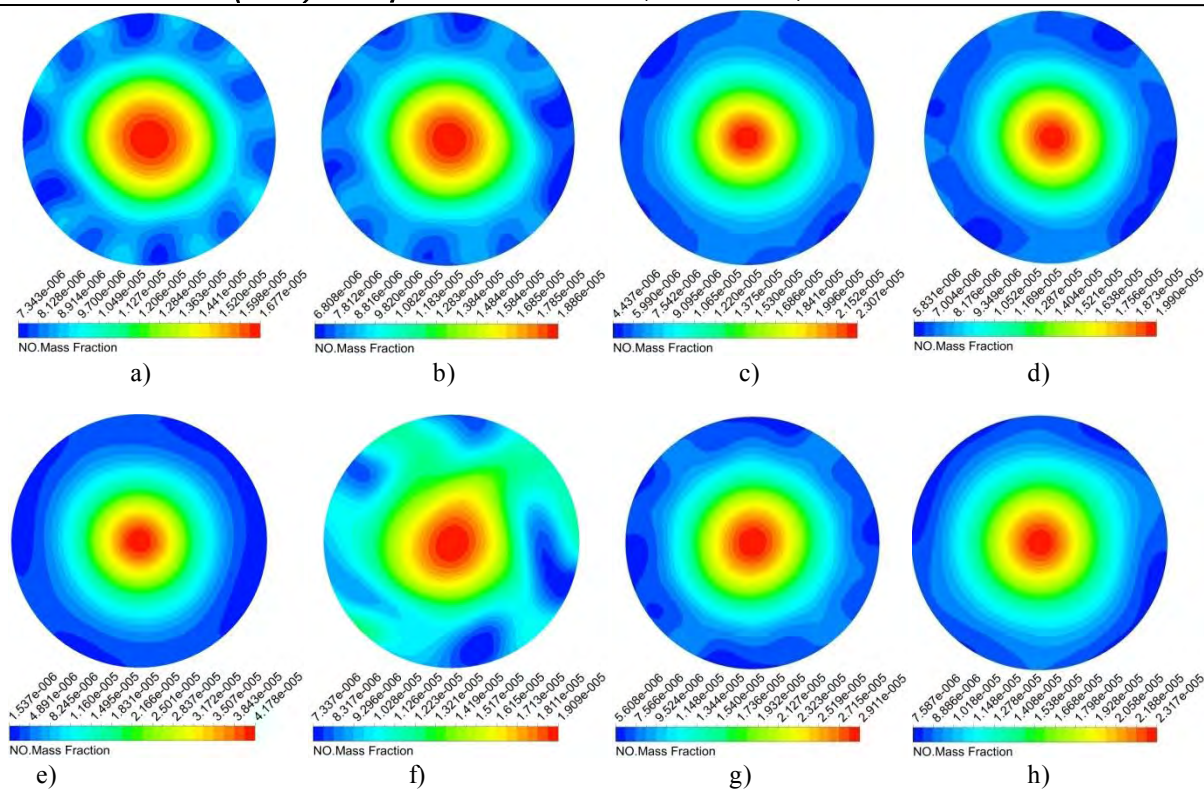 7.343e-006 8.128e-006 8.914e-006 9.700e-006 1.049e-005 1.127e-005 1.206e-005 1.284e-005 1.363e-005 1.441e-005 1.520e-005 1.598e-005 1.677e-005
NO.Mass Fraction
a)
6.808e-006 7.812e-006 8.816e-006 9.820e-006 1.082e-005 1.183e-005 1.283e-005 1.384e-005 1.484e-005 1.584e-005 1.685e-005 1.785e-005 1.886e-005
NO.Mass Fraction
b)
4.437e-006 5.990e-006 7.542e-006 9.095e-006 1.065e-005 1.220e-005 1.375e-005 1.530e-005 1.686e-005 1.841e-005 1.996e-005 2.152e-005 2.307e-005
NO.Mass Fraction
c)
5.831e-006 7.004e-006 8.176e-006 9.349e-006 1.052e-005 1.169e-005 1.287e-005 1.404e-005 1.521e-005 1.638e-005 1.756e-005 1.873e-005 1.990e-005
NO.Mass Fraction
d)
1.537e-006 4.891e-006 8.245e-006 1.160e-005 1.495e-005 1.831e-005 2.166e-005 2.501e-005 2.837e-005 3.172e-005 3.507e-005 3.843e-005 4.178e-005
NO.Mass Fraction
e)
7.337e-006 8.317e-006 9.296e-006 1.028e-005 1.126e-005 1.223e-005 1.321e-005 1.419e-005 1.517e-005 1.615e-005 1.713e-005 1.811e-005 1.909e-005
NO.Mass Fraction
f)
5.608e-006 7.566e-006 9.524e-006 1.148e-005 1.344e-005 1.540e-005 1.736e-005 1.932e-005 2.127e-005 2.323e-005 2.519e-005 2.715e-005 2.911e-005
NO.Mass Fraction
g)
7.587e-006 8.886e-006 1.018e-005 1.148e-005 1.278e-005 1.408e-005 1.538e-005 1.668e-005 1.798e-005 1.928e-005 2.058e-005 2.188e-005 2.317e-005
NO.Mass Fraction
h)